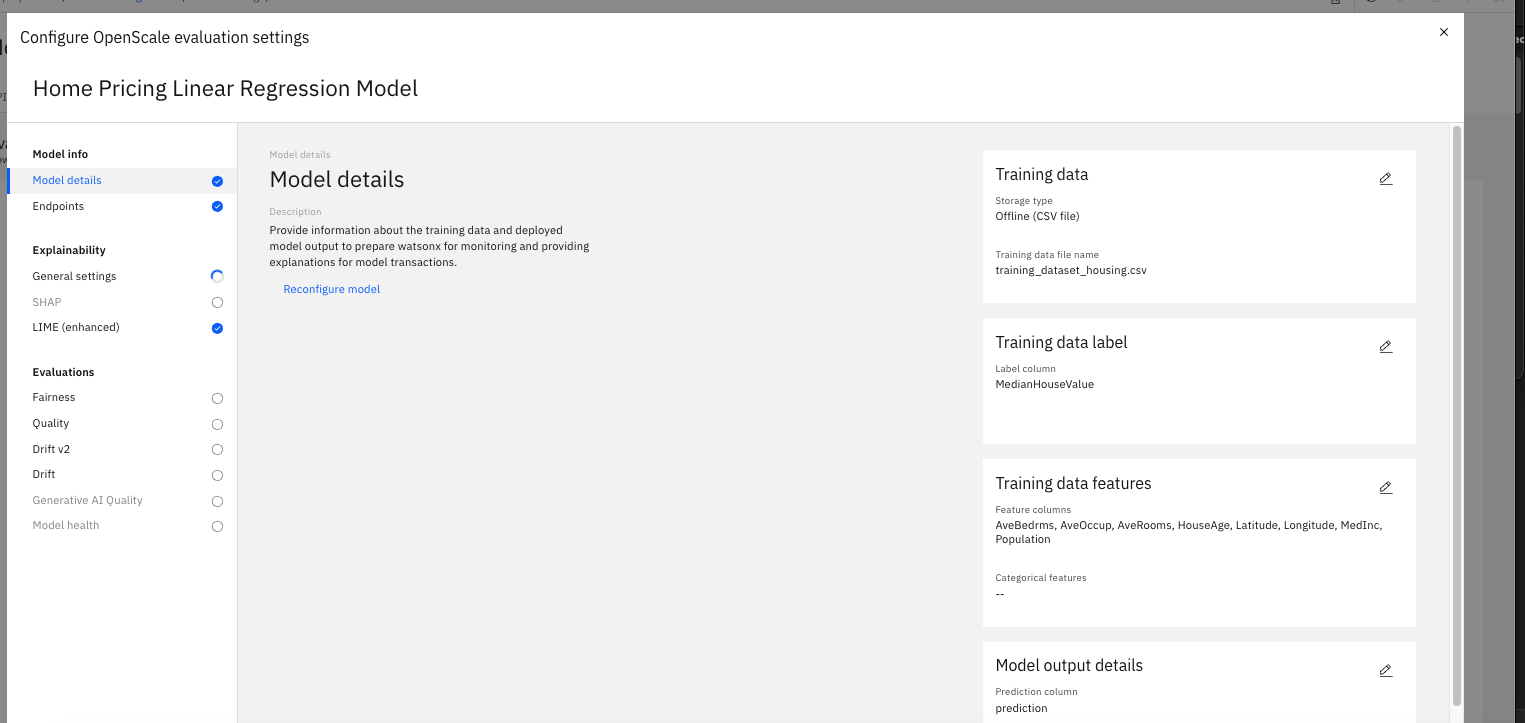 Configure OpenScale evaluation settings
Home Pricing Linear Regression Model
Model info
Model details
Endpoints
Explainability
General settings
SHAP
LIME (enhanced)
Evaluations
Fairness
Quality
Drift v2
Drift
Generative AI Quality
Model health
Model details
Model details
Description
Provide information about the training data and deployed
model output to prepare watsonx for monitoring and providing
explanations for model transactions.
Reconfigure model
Training data
Storage type
Offline (CSV file)
Training data file name
training_dataset_housing.csv
Training data label
Label column
MedianHouseValue
Training data features
Feature columns
AveBedrms, AveOccup, AveRooms, HouseAge, Latitude, Longitude, MedInc,
Population
Categorical features
--
Model output details
Prediction column
prediction